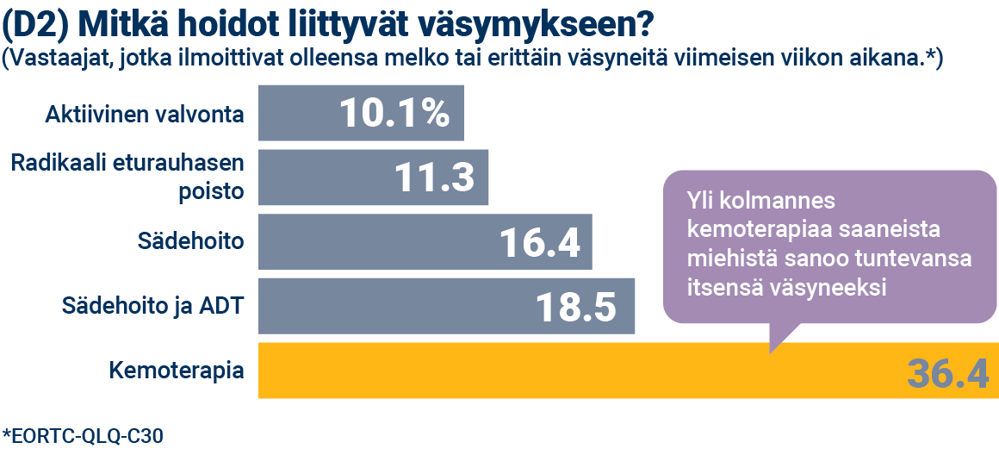 (D2) Mitkä hoidot liittyvät väsymykseen?
(Vastaajat, jotka ilmoittivat olleensa melko tai erittäin väsyneitä viimeisen viikon aikana.*)
Aktiivinen valvonta
10.1%
Radikaali eturauhasen
poisto
11.3
Sädehoito
16.4
Sädehoito ja ADT
18.5
Yli kolmannes
kemoterapiaa saaneista
miehistä sanoo tuntevansa
itsensä väsyneeksi
Kemoterapia
36.4
*EORTC-QLQ-C30